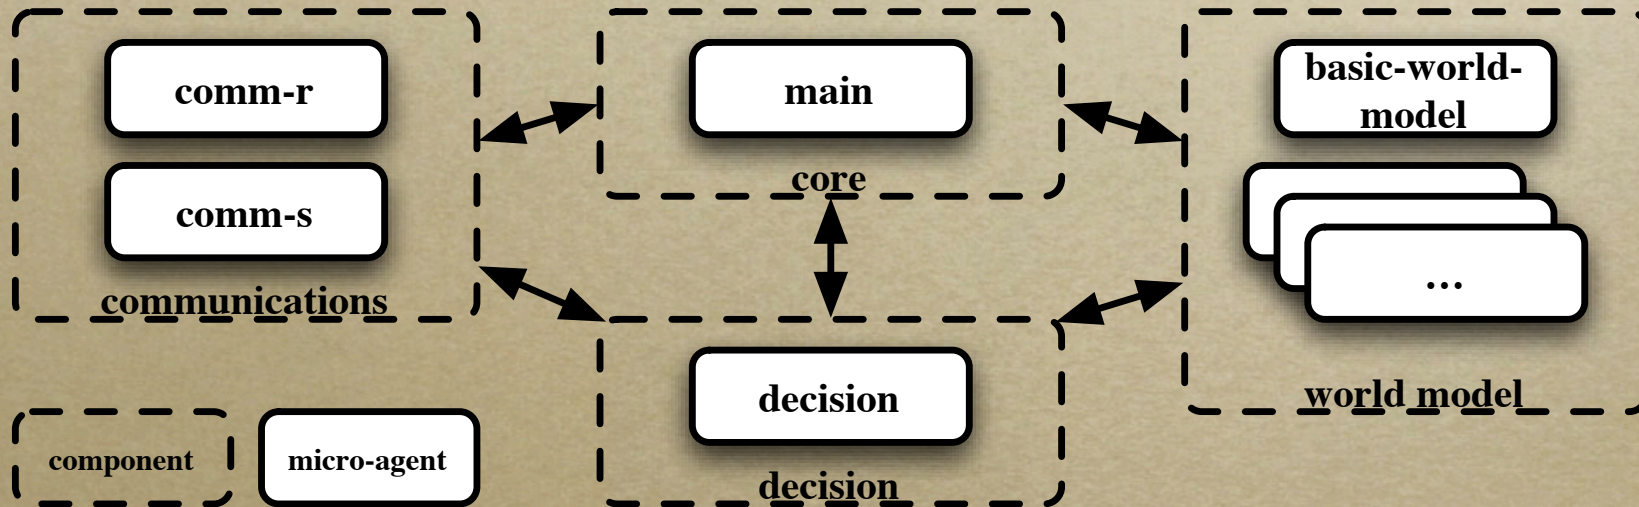 comm-r
comm-s
communications
main
core
basic-world-
model
...
world model
decision
decision
component
micro-agent